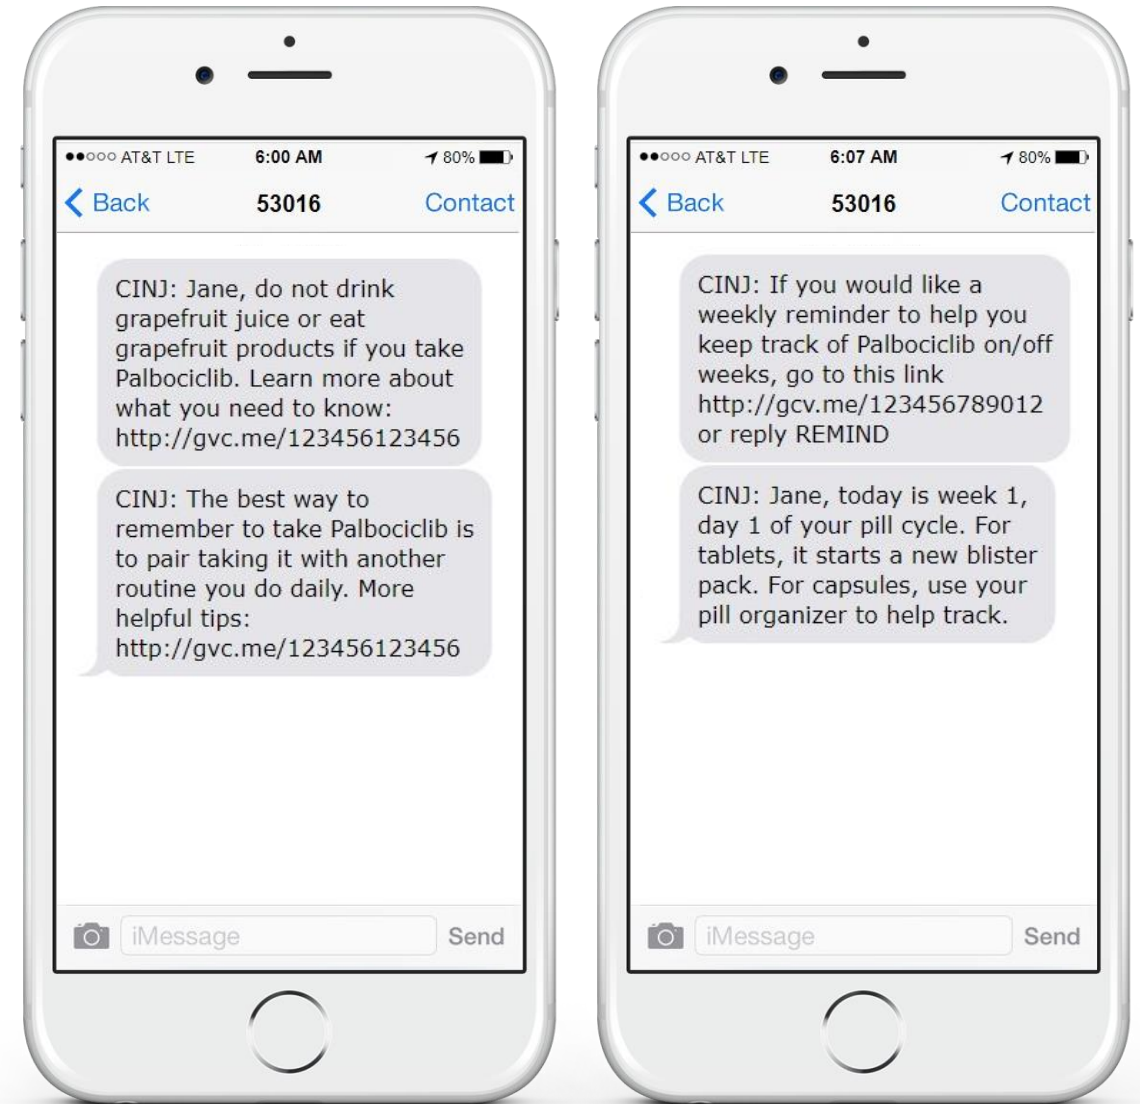 AT&T LTE 6:00 AM 80%
Back 53016 Contact
CINJ: Jane, do not drink
grapefruit juice or eat
grapefruit products if you take
Palbociclib. Learn more about
what you need to know:
http://gvc.me/123456123456
CINJ: The best way to
remember to take Palbociclib is
to pair taking it with another
routine you do daily. More
helpful tips:
http://gvc.me/123456123456
iMessage Send
AT&T LTE 6:07 AM 80%
Back 53016 Contact
CINJ: If you would like a
weekly reminder to help you
keep track of Palbociclib on/off
weeks, go to this link
http://gcv.me/123456789012
or reply REMIND
CINJ: Jane, today is week 1,
day 1 of your pill cycle. For
tablets, it starts a new blister
pack. For capsules, use your
pill organizer to help track.
iMessage Send